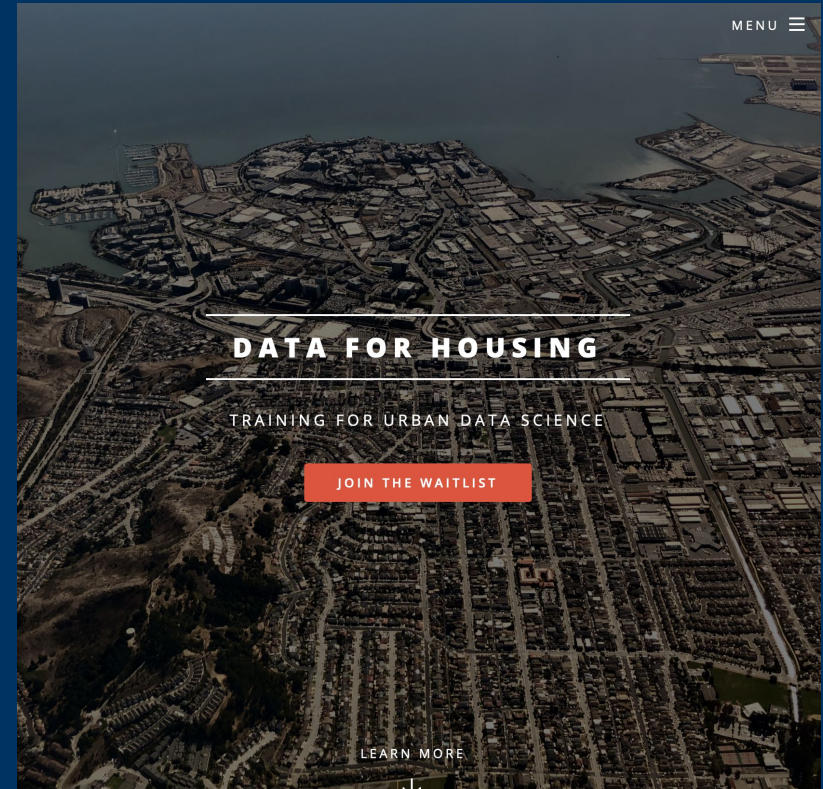 MENU
DATA FOR HOUSING
TRAINING FOR URBAN DATA SCIENCE
JOIN THE WAITLIST
LEARN MORE